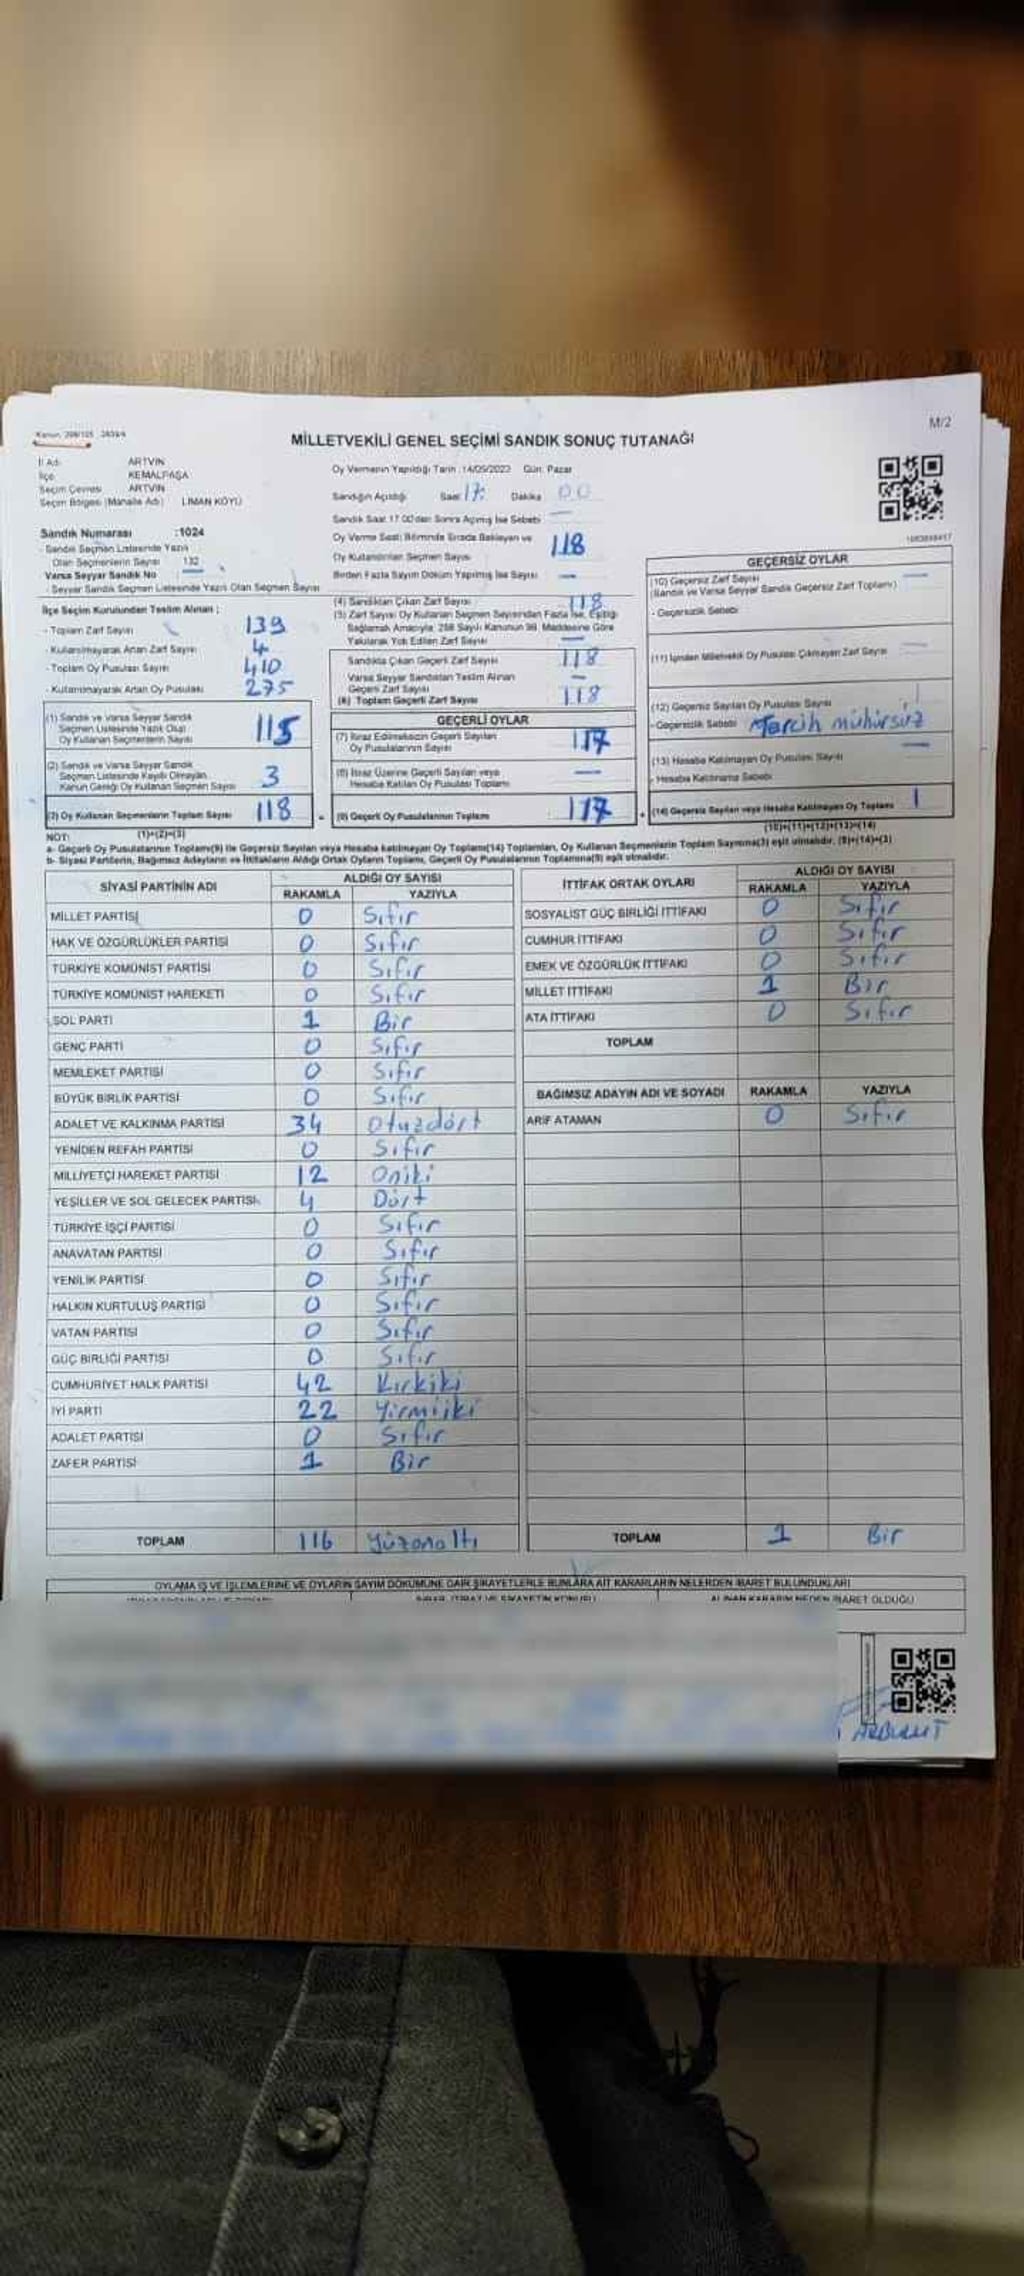 M/2
MİLLETVEKİLİ GENEL SEÇİMİ SANDIK SONUÇ TUTANAĞI
İl Adı ARTVİN
İlçe KEMALPAŞA
Seçim Çevresi ARTVİN
Seçim Bölgesi (Mahalle Adı) LİMAN KÖYÜ
Sandık Numarası :1024
Sandık Seçmen Listesinde Yazılı
Olan Seçmenlerin Sayısı 132
Varsa Seyyar Sandık No
- Seyyar Sandık Seçmen Listesinde Yazılı Olan Seçmen Sayısı
Oy Vermenin Yapıldığı Tarih :14/05/2023 Gün: Pazar
Sandığın Açıldığı Saat 17: Dakika 00
Sandık Saat 17.00'dan Sonra Açılmış İse Sebebi —
Oy Verme Saati Bitiminde Sırada Bekleyen ve
Oy Kullandırılan Seçmen Sayısı 118
Birden Fazla Sayım Döküm Yapılmış İse Sayısı —
İlçe Seçim Kurulundan Teslim Alınan ;
- Toplam Zarf Sayısı 139
- Kullanılmayarak Artan Zarf Sayısı 4
- Toplam Oy Pusulası Sayısı 410
- Kullanılmayarak Artan Oy Pusulası 275
(1) Sandık ve Varsa Seyyar Sandık
Seçmen Listesinde Yazılı Olup
Oy Kullanan Seçmenlerin Sayısı 115
(2) Sandık ve Varsa Seyyar Sandık
Seçmen Listesinde Kayıtlı Olmayan,
Kanun Gereği Oy Kullanan Seçmen Sayısı 3
(3) Oy Kullanan Seçmenlerin Toplam Sayısı 118
(1)+(2)=(3)
(4) Sandıktan Çıkan Zarf Sayısı 118
(5) Zarf Sayısı Oy Kullanan Seçmen Sayısından Fazla İse, Eşitliği
Sağlamak Amacıyla, 298 Sayılı Kanunun 98. Maddesine Göre
Yakılarak Yok Edilen Zarf Sayısı —
Sandıkta Çıkan Geçerli Zarf Sayısı 118
Varsa Seyyar Sandıktan Teslim Alınan
Geçerli Zarf Sayısı —
(6) Toplam Geçerli Zarf Sayısı 118
GEÇERLİ OYLAR
(7) İtiraz Edilmeksizin Geçerli Sayılan
Oy Pusulalarının Sayısı 117
(8) İtiraz Üzerine Geçerli Sayılan veya
Hesaba Katılan Oy Pusulası Toplamı —
(9) Geçerli Oy Pusulalarının Toplamı 117
GEÇERSİZ OYLAR
(10) Geçersiz Zarf Sayısı —
(Sandık ve Varsa Seyyar Sandık Geçersiz Zarf Toplamı)
- Geçersizlik Sebebi
(11) İçinden Milletvekili Oy Pusulası Çıkmayan Zarf Sayısı —
(12) Geçersiz Sayılan Oy Pusulası Sayısı 1
- Geçersizlik Sebebi Tercih mühürsüz
(13) Hesaba Katılmayan Oy Pusulası Sayısı —
- Hesaba Katılmama Sebebi
(14) Geçersiz Sayılan veya Hesaba Katılmayan Oy Toplamı 1
(10)+(11)+(12)+(13)=(14)
NOT:
a- Geçerli Oy Pusulalarının Toplamı(9) ile Geçersiz Sayılan veya Hesaba katılmayan Oy Toplamı(14) Toplamları, Oy Kullanan Seçmenlerin Toplam Sayısına(3) eşit olmalıdır. (9)+(14)=(3)
b- Siyasi Partilerin, Bağımsız Adayların ve İttifakların Aldığı Ortak Oyların Toplamı, Geçerli Oy Pusulalarının Toplamına(9) eşit olmalıdır.
SİYASİ PARTİNİN ADI ALDIĞI OY SAYISI
RAKAMLA YAZIYLA
MİLLET PARTİSİ 0 Sıfır
HAK VE ÖZGÜRLÜKLER PARTİSİ 0 Sıfır
TÜRKİYE KOMÜNİST PARTİSİ 0 Sıfır
TÜRKİYE KOMÜNİST HAREKETİ 0 Sıfır
SOL PARTİ 1 Bir
GENÇ PARTİ 0 Sıfır
MEMLEKET PARTİSİ 0 Sıfır
BÜYÜK BİRLİK PARTİSİ 0 Sıfır
ADALET VE KALKINMA PARTİSİ 34 Otuzdört
YENİDEN REFAH PARTİSİ 0 Sıfır
MİLLİYETÇİ HAREKET PARTİSİ 12 Oniki
YEŞİLLER VE SOL GELECEK PARTİSİ 4 Dört
TÜRKİYE İŞÇİ PARTİSİ 0 Sıfır
ANAVATAN PARTİSİ 0 Sıfır
YENİLİK PARTİSİ 0 Sıfır
HALKIN KURTULUŞ PARTİSİ 0 Sıfır
VATAN PARTİSİ 0 Sıfır
GÜÇ BİRLİĞİ PARTİSİ 0 Sıfır
CUMHURİYET HALK PARTİSİ 42 Kırkiki
İYİ PARTİ 22 Yirmiiki
ADALET PARTİSİ 0 Sıfır
ZAFER PARTİSİ 1 Bir
TOPLAM 116 Yüzonaltı
İTTİFAK ORTAK OYLARI ALDIĞI OY SAYISI
RAKAMLA YAZIYLA
SOSYALİST GÜÇ BİRLİĞİ İTTİFAKI 0 Sıfır
CUMHUR İTTİFAKI 0 Sıfır
EMEK VE ÖZGÜRLÜK İTTİFAKI 0 Sıfır
MİLLET İTTİFAKI 1 Bir
ATA İTTİFAKI 0 Sıfır
TOPLAM
BAĞIMSIZ ADAYIN ADI VE SOYADI RAKAMLA YAZIYLA
ARİF ATAMAN 0 Sıfır
TOPLAM 1 Bir
OYLAMA İŞ VE İŞLEMLERİNE VE OYLARIN SAYIM DÖKÜMÜNE DAİR ŞİKAYETLERLE BUNLARA AİT KARARLARIN NELERDEN İBARET BULUNDUKLARI
ALINAN KARARIN NEDEN İBARET OLDUĞU